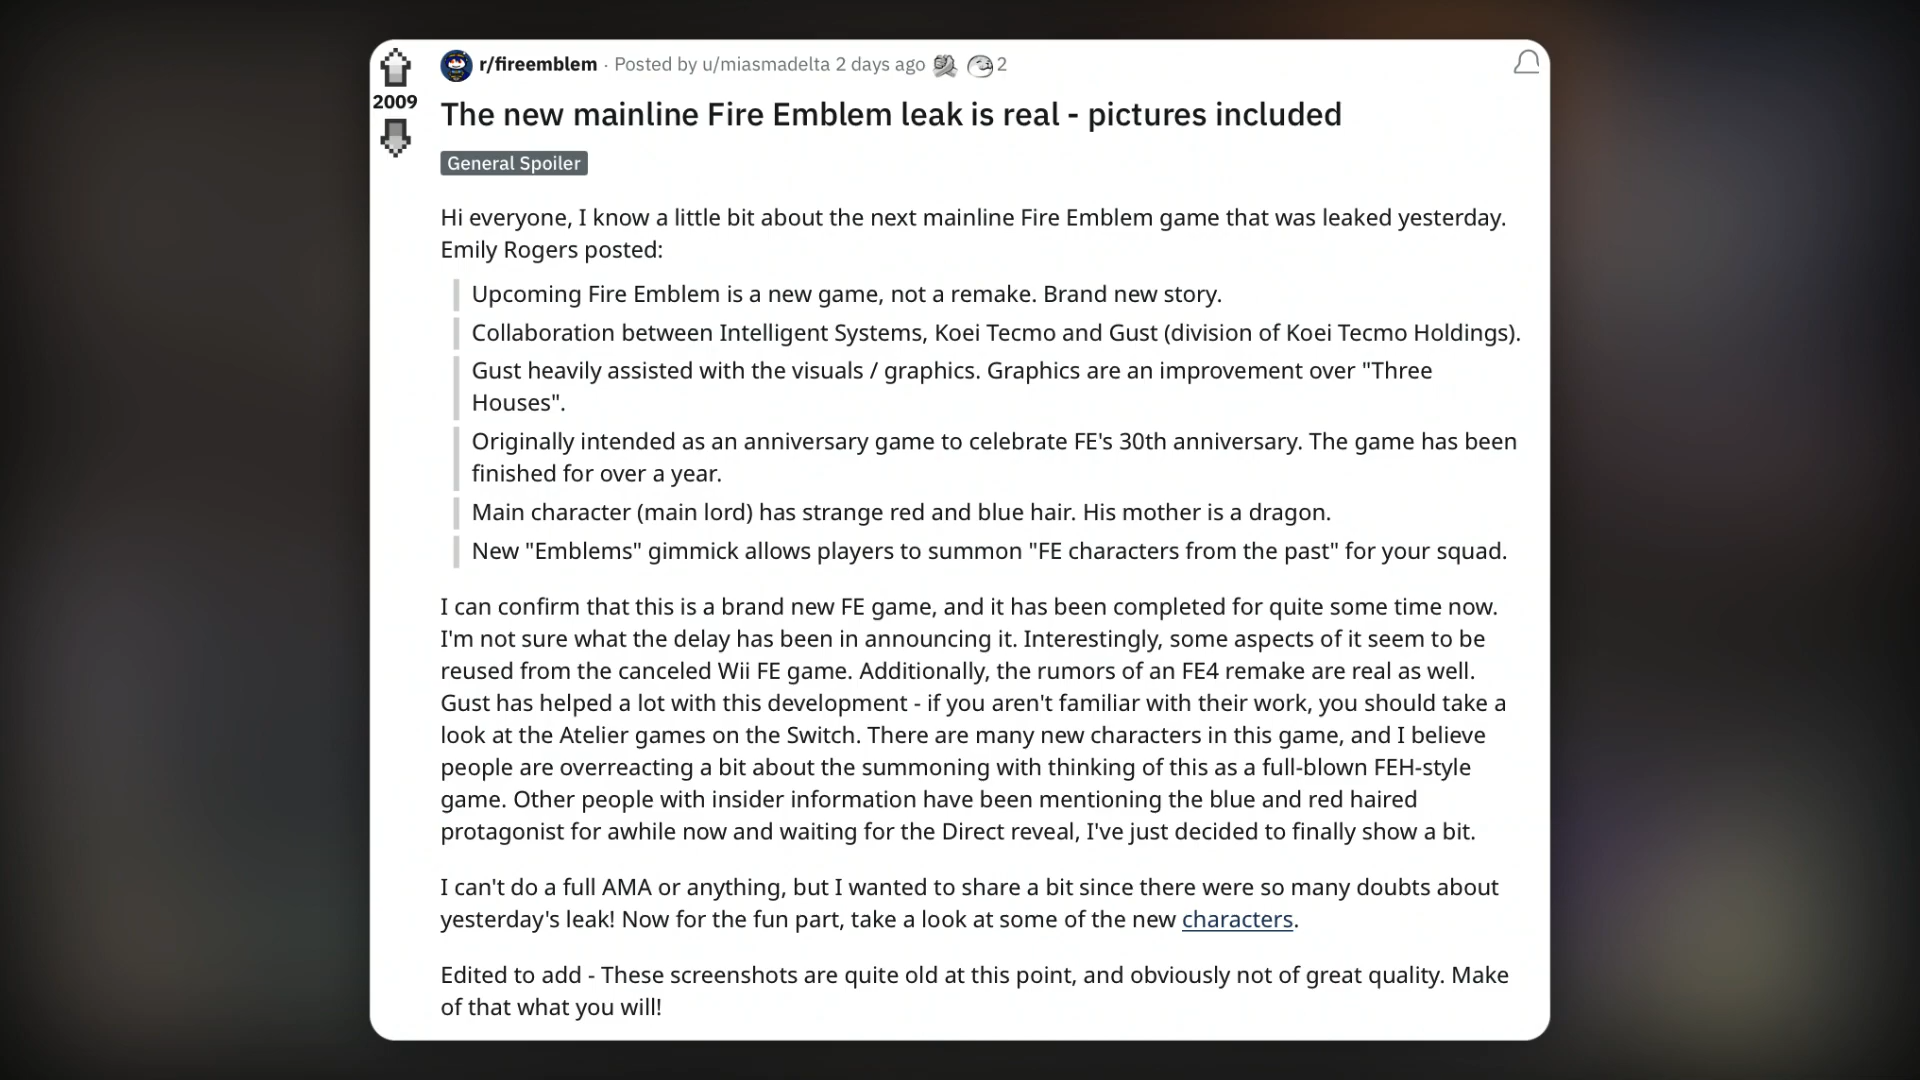 r/fireemblem · Posted by u/miasmadelta 2 days ago 2
2009
The new mainline Fire Emblem leak is real - pictures included
General Spoiler
Hi everyone, I know a little bit about the next mainline Fire Emblem game that was leaked yesterday.
Emily Rogers posted:
Upcoming Fire Emblem is a new game, not a remake. Brand new story.
Collaboration between Intelligent Systems, Koei Tecmo and Gust (division of Koei Tecmo Holdings).
Gust heavily assisted with the visuals / graphics. Graphics are an improvement over "Three
Houses".
Originally intended as an anniversary game to celebrate FE's 30th anniversary. The game has been
finished for over a year.
Main character (main lord) has strange red and blue hair. His mother is a dragon.
New "Emblems" gimmick allows players to summon "FE characters from the past" for your squad.
I can confirm that this is a brand new FE game, and it has been completed for quite some time now.
I'm not sure what the delay has been in announcing it. Interestingly, some aspects of it seem to be
reused from the canceled Wii FE game. Additionally, the rumors of an FE4 remake are real as well.
Gust has helped a lot with this development - if you aren't familiar with their work, you should take a
look at the Atelier games on the Switch. There are many new characters in this game, and I believe
people are overreacting a bit about the summoning with thinking of this as a full-blown FEH-style
game. Other people with insider information have been mentioning the blue and red haired
protagonist for awhile now and waiting for the Direct reveal, I've just decided to finally show a bit.
I can't do a full AMA or anything, but I wanted to share a bit since there were so many doubts about
yesterday's leak! Now for the fun part, take a look at some of the new characters.
Edited to add - These screenshots are quite old at this point, and obviously not of great quality. Make
of that what you will!